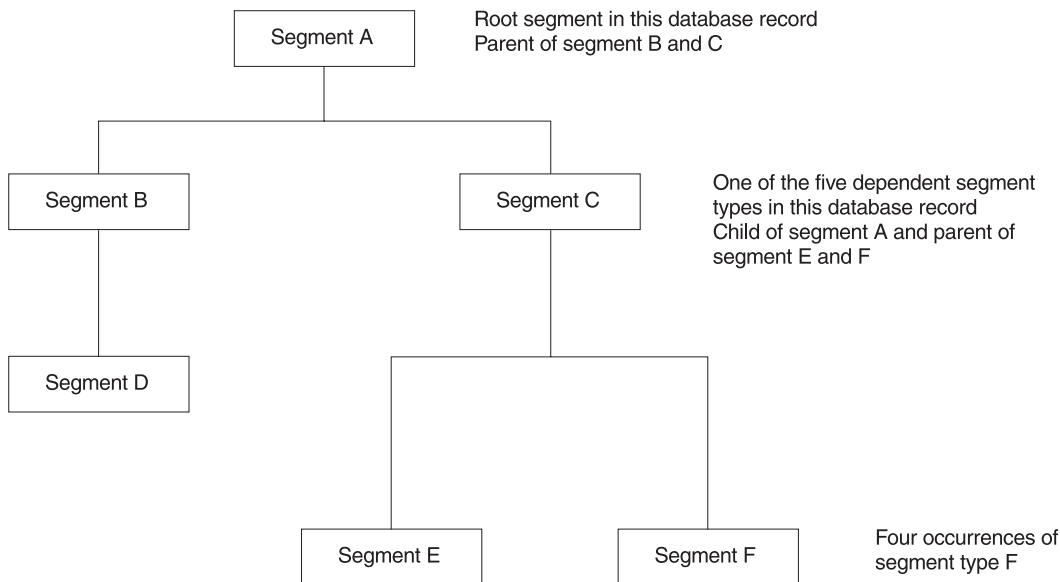 Segment A
Root segment in this database record
Parent of segment B and C
Segment B
Segment C
One of the five dependent segment
types in this database record
Child of segment A and parent of
segment E and F
Segment D
Segment E
Segment F
Four occurrences of
segment type F